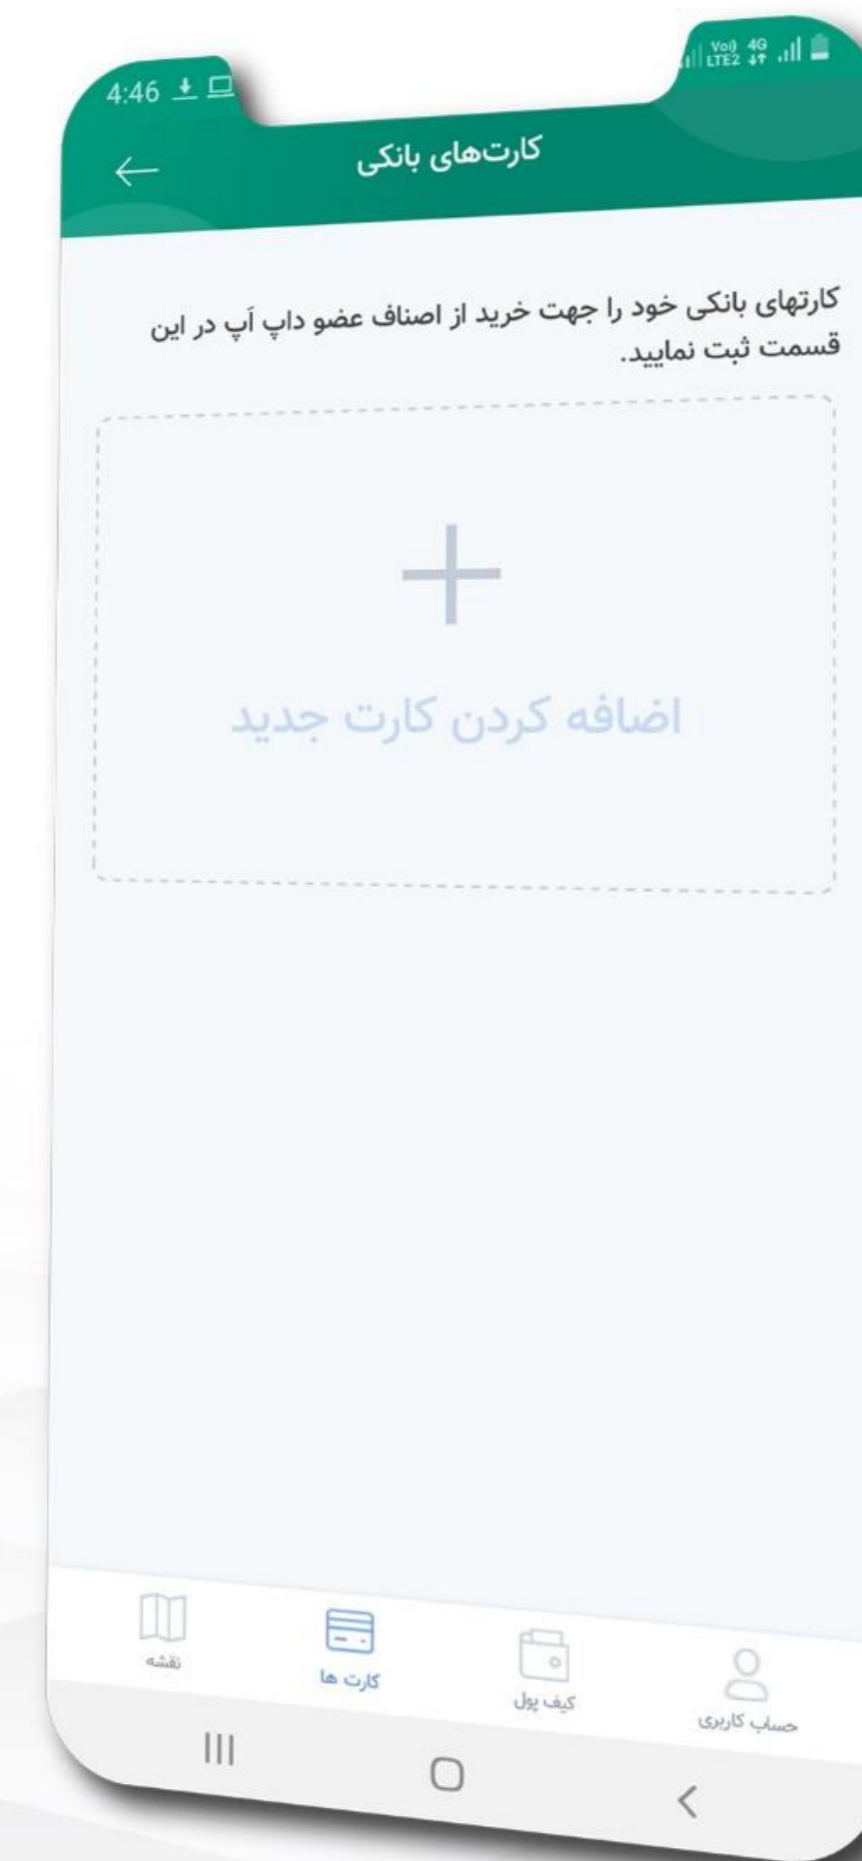 4:46
Vo) 4G
LTE2
کارت‌های بانکی
کارتهای بانکی خود را جهت خرید از اصناف عضو داپ اَپ در این
قسمت ثبت نمایید.
اضافه کردن کارت جدید
حساب کاربری
کیف پول
کارت ها
نقشه